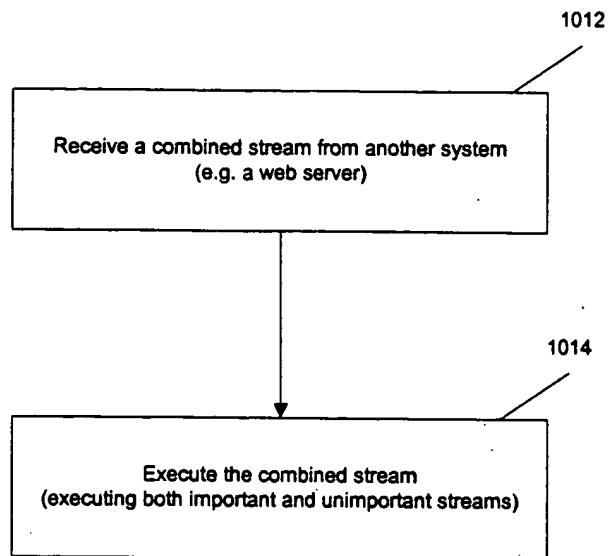 1012
Receive a combined stream from another system
(e.g. a web server)
1014
Execute the combined stream
(executing both important and unimportant streams)